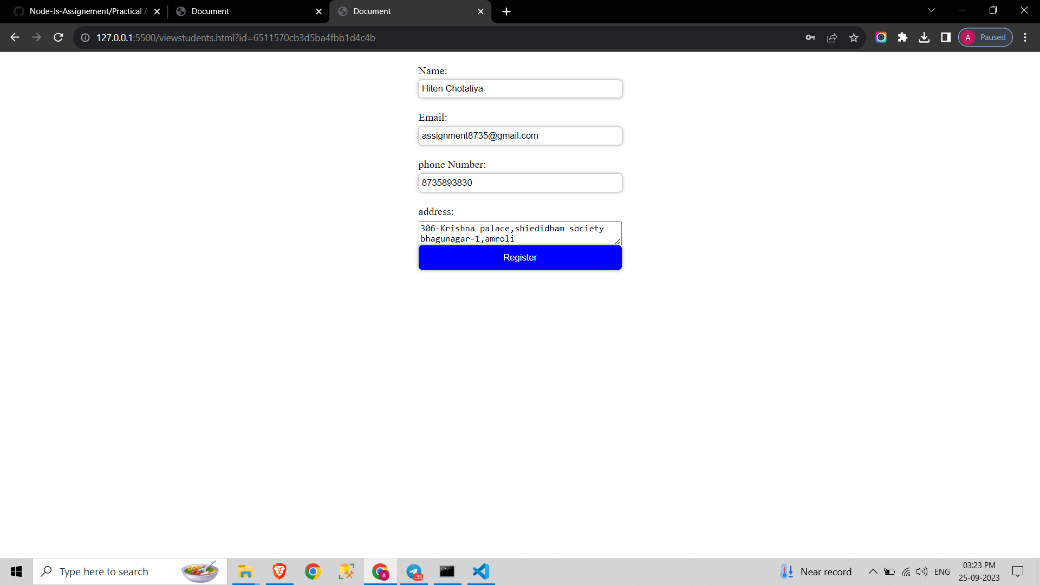 Node-Js-Assignement/Practical A
Document
Document
127.0.0.1:5500/viewstudents.html?id=6511570cb3d5ba4fbb1d4c4b
A
Paused
Name:
Hiten Chotaliya
Email:
assignment8735@gmail.com
phone Number:
8735893830
address:
306-Krishna palace,shiedidham society
bhagunagar-1,amroli
Register
Type here to search
Near record
ENG
03:23 PM
25-09-2023